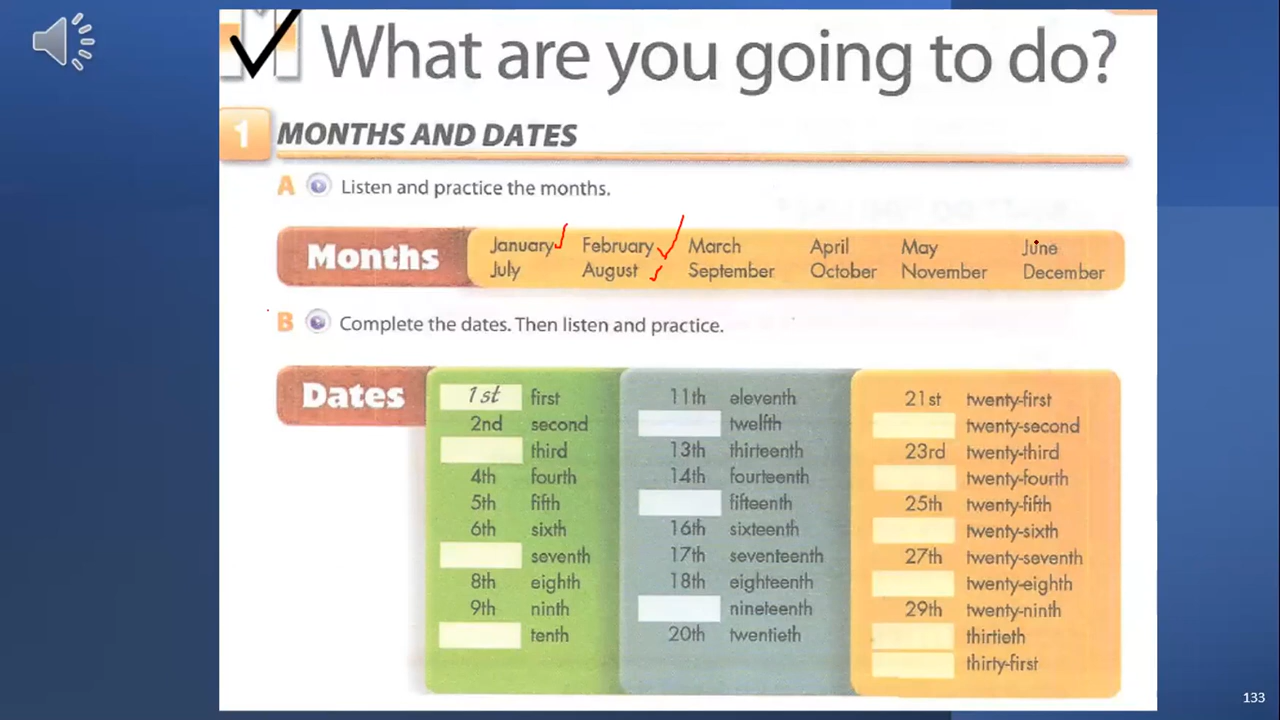 What are you going to do?
1 MONTHS AND DATES
A Listen and practice the months.
Months
January February March April May June
July August September October November December
B Complete the dates. Then listen and practice.
Dates
1st first
2nd second
third
4th fourth
5th fifth
6th sixth
seventh
8th eighth
9th ninth
tenth
11th eleventh
twelfth
13th thirteenth
14th fourteenth
fifteenth
16th sixteenth
17th seventeenth
18th eighteenth
nineteenth
20th twentieth
21st twenty-first
twenty-second
23rd twenty-third
twenty-fourth
25th twenty-fifth
twenty-sixth
27th twenty-seventh
twenty-eighth
29th twenty-ninth
thirtieth
thirty-first
133